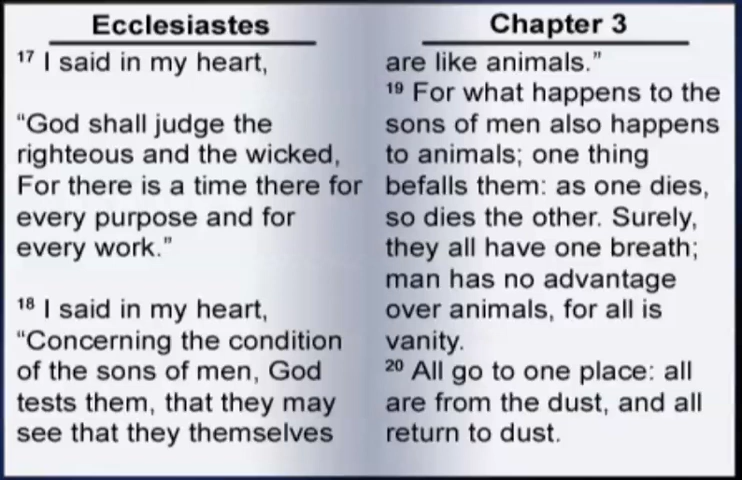 Ecclesiastes
17 I said in my heart,
“God shall judge the
righteous and the wicked,
For there is a time there for
every purpose and for
every work.”
18 I said in my heart,
“Concerning the condition
of the sons of men, God
tests them, that they may
see that they themselves
Chapter 3
are like animals.”
19 For what happens to the
sons of men also happens
to animals; one thing
befalls them: as one dies,
so dies the other. Surely,
they all have one breath;
man has no advantage
over animals, for all is
vanity.
20 All go to one place: all
are from the dust, and all
return to dust.